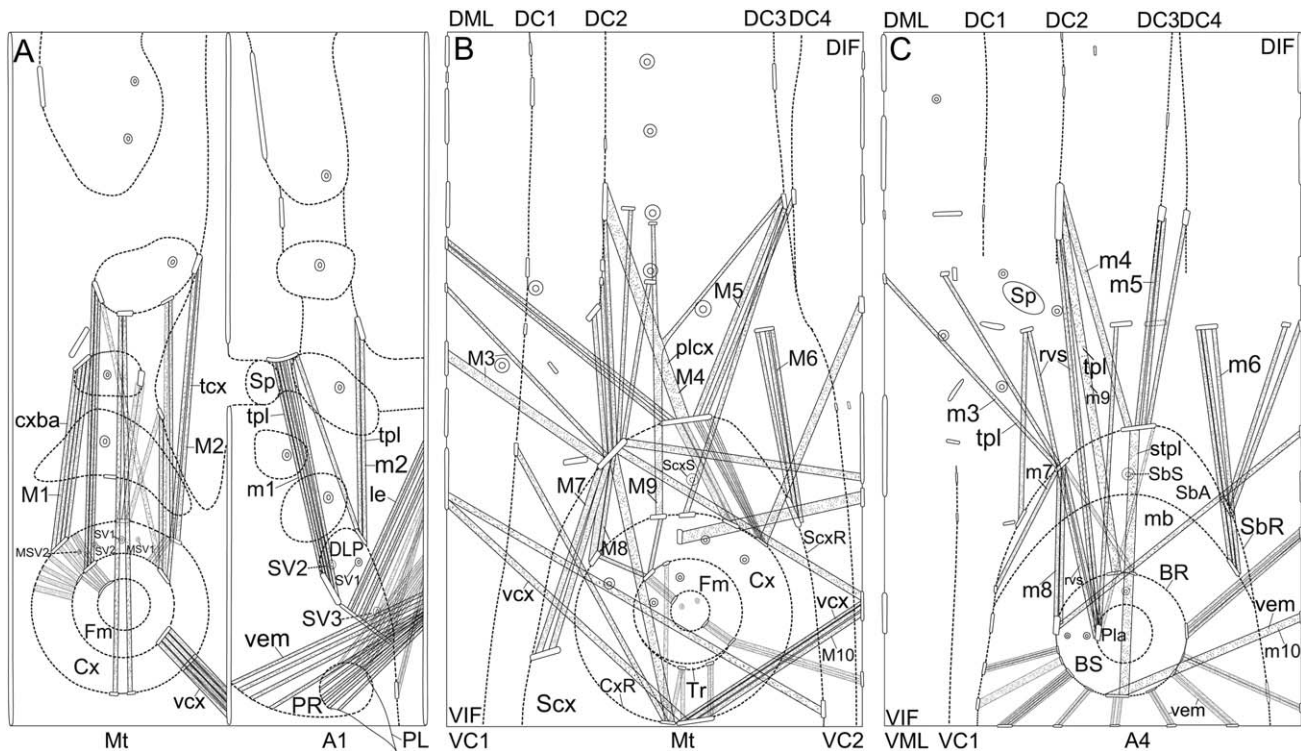 A
Sp
tpl
tcx
cxba
tpl
M2
m2
m1
le
M1
SV1
MSV2
SV2
MSV1
DLP
SV2
SV1
SV3
Fm
vem
Cx
vcx
PR
Mt
A1
PL
DML DC1 DC2 DC3 DC4
B
DIF
M5
M3
plcx
M4
M6
ScxS
M7
M9
ScxR
M8
Fm
Cx
vcx
vcx
M10
CxR
Tr
Scx
VIF
VC1 Mt VC2
DML DC1 DC2 DC3 DC4
C
DIF
m4
m5
Sp
rvs
tpl
m6
m9
m3
tpl
stpl
m7
SbS
SbA
mb
SbR
m8
rvs
BR
vem
Pla
m10
BS
vem
VIF
VML VC1 A4